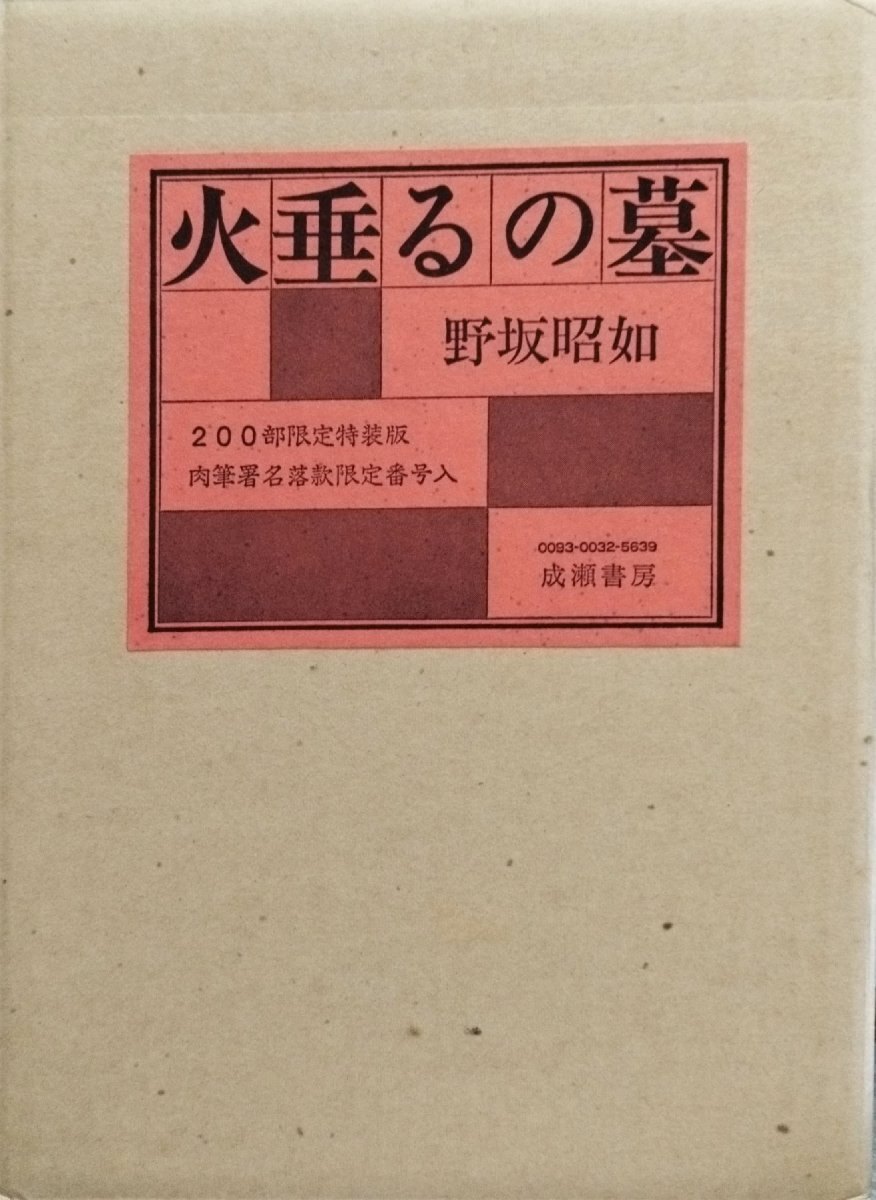 火垂るの墓
野坂昭如
200部限定特装版
肉筆署名落款限定番号入
0093-0032-5639
成瀬書房